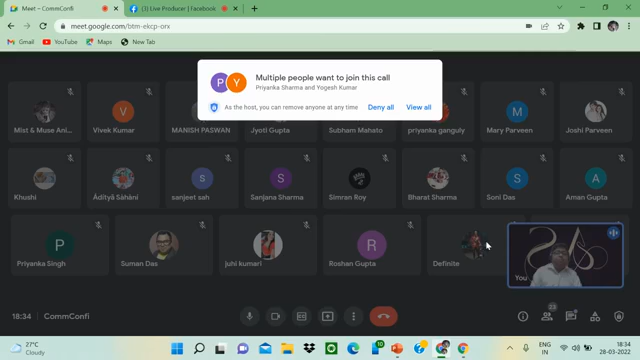 Meet – CommConfi
(1) Live Producer | Facebook
meet.google.com/btm-ekcp-orx
Gmail
YouTube
Maps
New Tab
P
Y
Multiple people want to join this call
Priyanka Sharma and Yogesh Kumar
As the host, you can remove anyone at any time
Deny all
View all
Mist & Muse Ani...
V
Vivek Kumar
MANISH PASWAN
Jyoti Gupta
Subham Mahato
priyanka ganguly
M
Mary Parveen
Joshi Parveen
Khushi
Ãdityã Sãhãni
s
sanjeet sah
S
Sanjana Sharma
Simran Roy
Bharat Sharma
S
Soni Das
A
Aman Gupta
P
Priyanka Singh
Suman Das
juhi kumari
R
Roshan Gupta
Definite
You
18:34
CommConfi
ENG
IN
27°C
Cloudy
18:34
28-03-2022